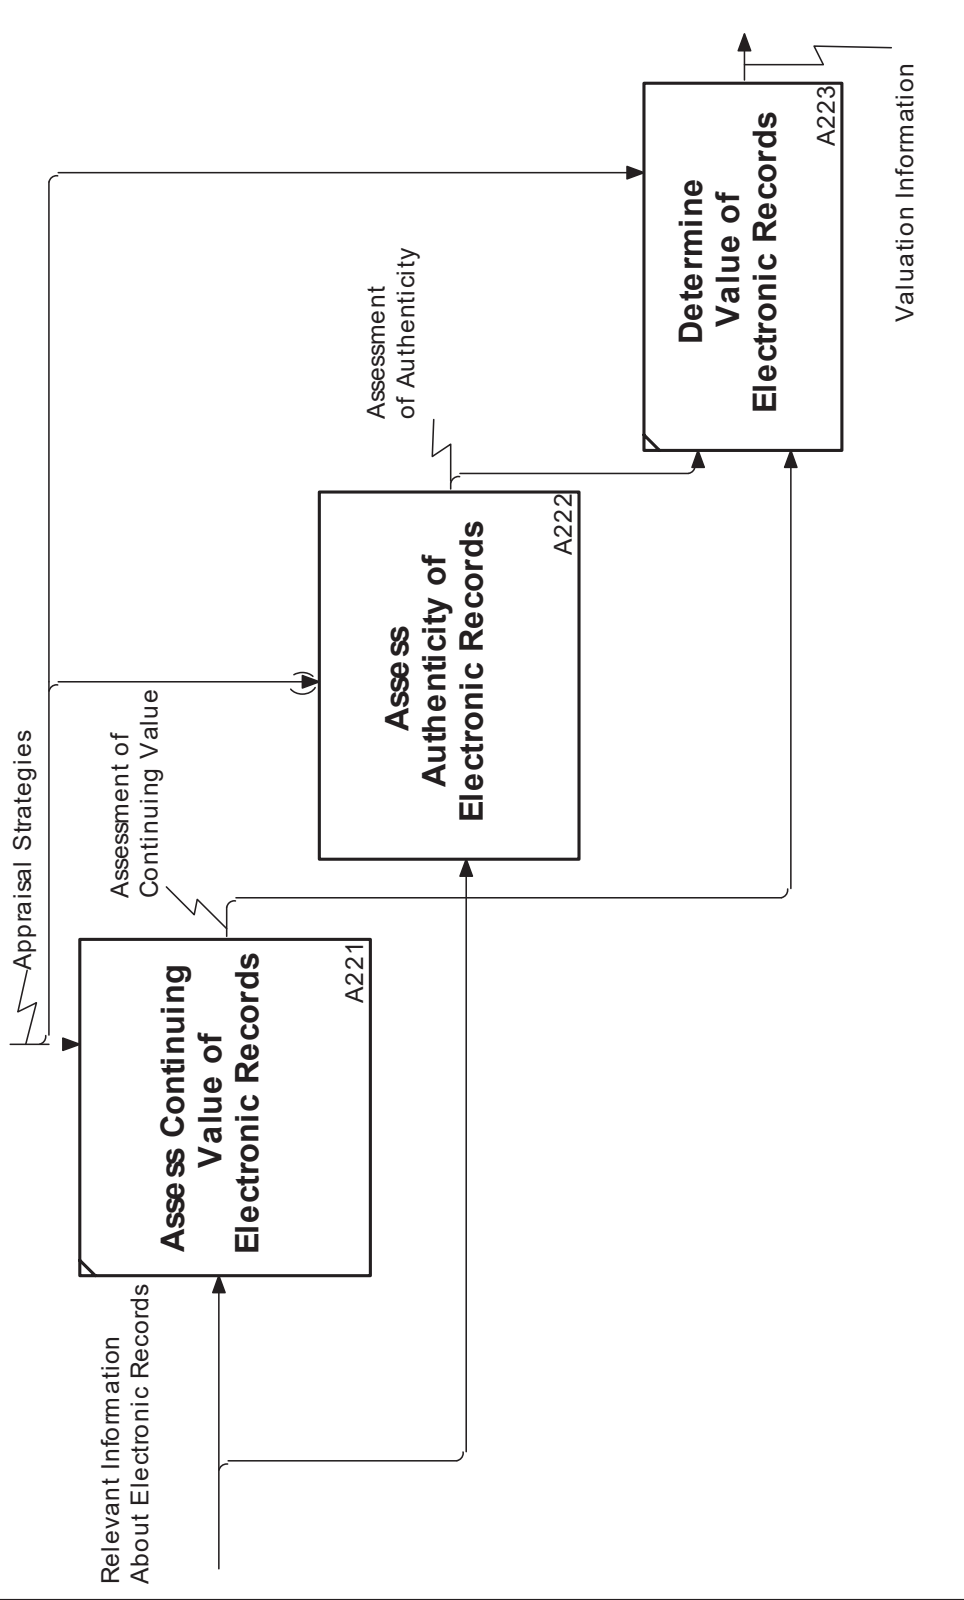 Appraisal Strategies
Relevant Information
About Electronic Records
Assess Continuing
Value of
Electronic Records
A221
Assessment of
Continuing Value
Assess
Authenticity of
Electronic Records
A222
Assessment
of Authenticity
Determine
Value of
Electronic Records
A223
Valuation Information